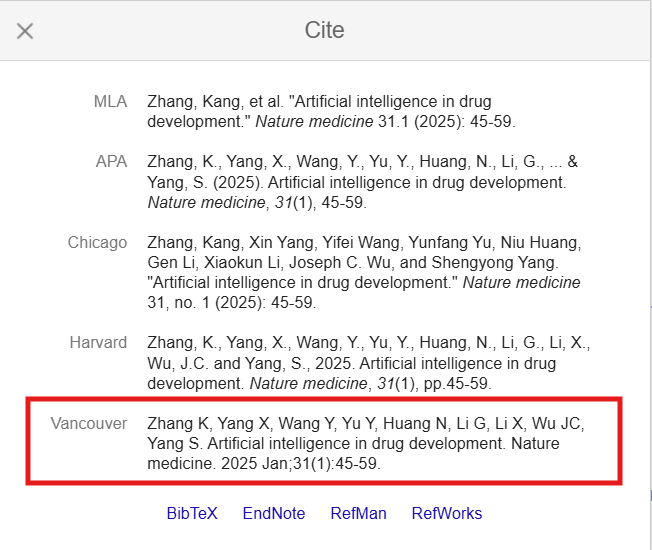 Cite
MLA
Zhang, Kang, et al. "Artificial intelligence in drug
development." Nature medicine 31.1 (2025): 45-59.
APA
Zhang, K., Yang, X., Wang, Y., Yu, Y., Huang, N., Li, G., ... &
Yang, S. (2025). Artificial intelligence in drug development.
Nature medicine, 31(1), 45-59.
Chicago
Zhang, Kang, Xin Yang, Yifei Wang, Yunfang Yu, Niu Huang,
Gen Li, Xiaokun Li, Joseph C. Wu, and Shengyong Yang.
"Artificial intelligence in drug development." Nature medicine
31, no. 1 (2025): 45-59.
Harvard
Zhang, K., Yang, X., Wang, Y., Yu, Y., Huang, N., Li, G., Li, X.,
Wu, J.C. and Yang, S., 2025. Artificial intelligence in drug
development. Nature medicine, 31(1), pp.45-59.
Vancouver
Zhang K, Yang X, Wang Y, Yu Y, Huang N, Li G, Li X, Wu JC,
Yang S. Artificial intelligence in drug development. Nature
medicine. 2025 Jan;31(1):45-59.
BibTeX EndNote RefMan RefWorks